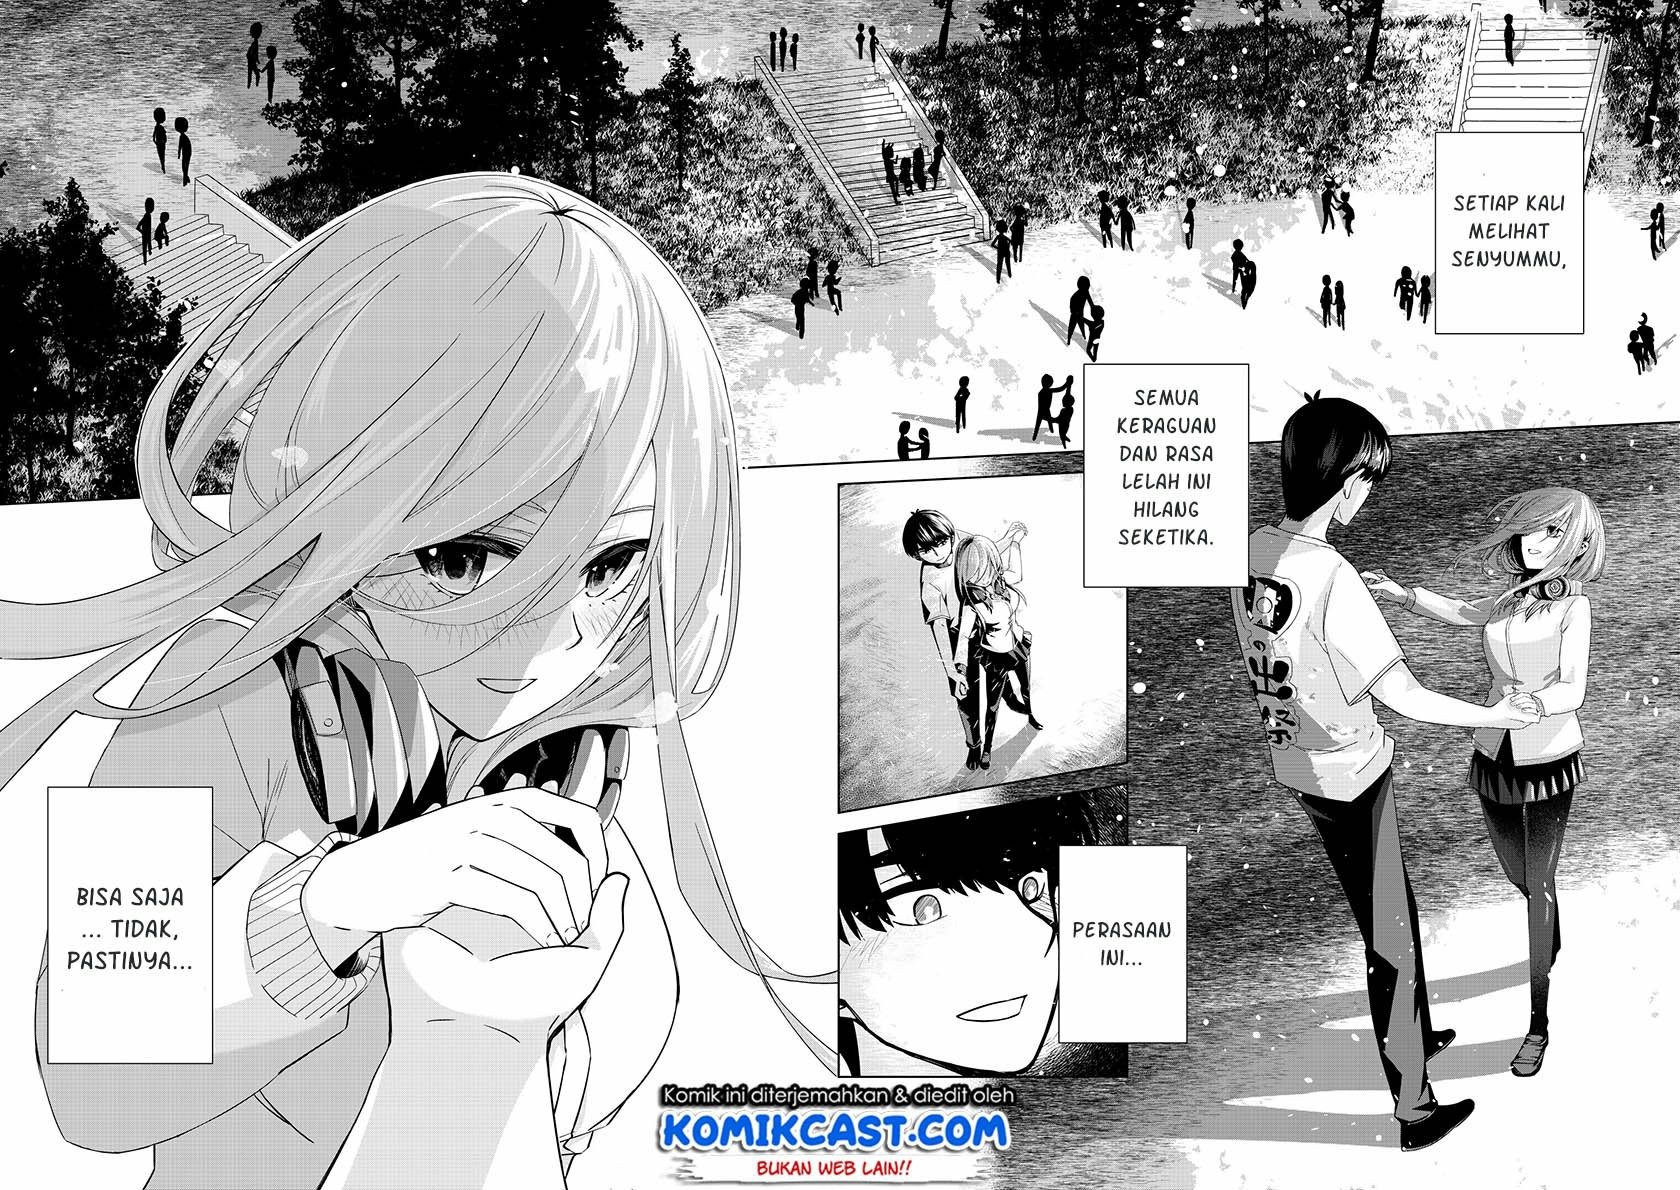 SETIAP KALI
MELIHAT
SENYUMMU,
SEMUA
KERAGUAN
DAN RASA
LELAH INI
HILANG
SEKETIKA.
PERASAAN
INI...
BISA SAJA
... TIDAK,
PASTINYA...
Komik ini diterjemahkan & diedit oleh
KOMIKCAST.COM
BUKAN WEB LAIN!!